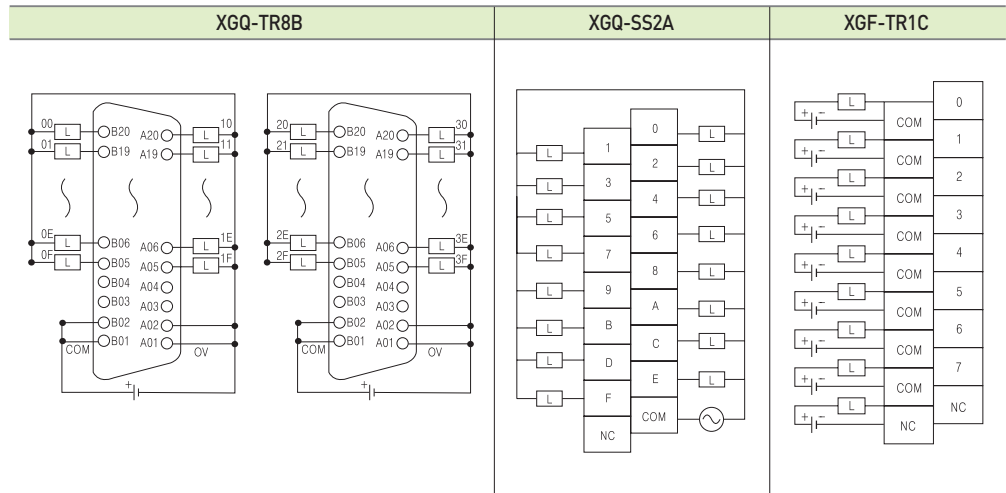 XGQ-TR8B XGQ-SS2A XGF-TR1C
00 L B20 A20 L 10
01 L B19 A19 L 11
0E L B06 A06 L 1E
0F L B05 A05 L 1F
B04 A04
B03 A03
B02 A02
COM B01 A01 OV
+
20 L B20 A20 L 30
21 L B19 A19 L 31
2E L B06 A06 L 3E
2F L B05 A05 L 3F
B04 A04
B03 A03
B02 A02
COM B01 A01 OV
+
0 L
L 1
2 L
L 3
4 L
L 5
6 L
L 7
8 L
L 9
A L
L B
C L
L D
E L
L F
COM
NC
L 0
+ − COM
L 1
+ − COM
L 2
+ − COM
L 3
+ − COM
L 4
+ − COM
L 5
+ − COM
L 6
+ − COM
L 7
+ − COM
L NC
+ − NC